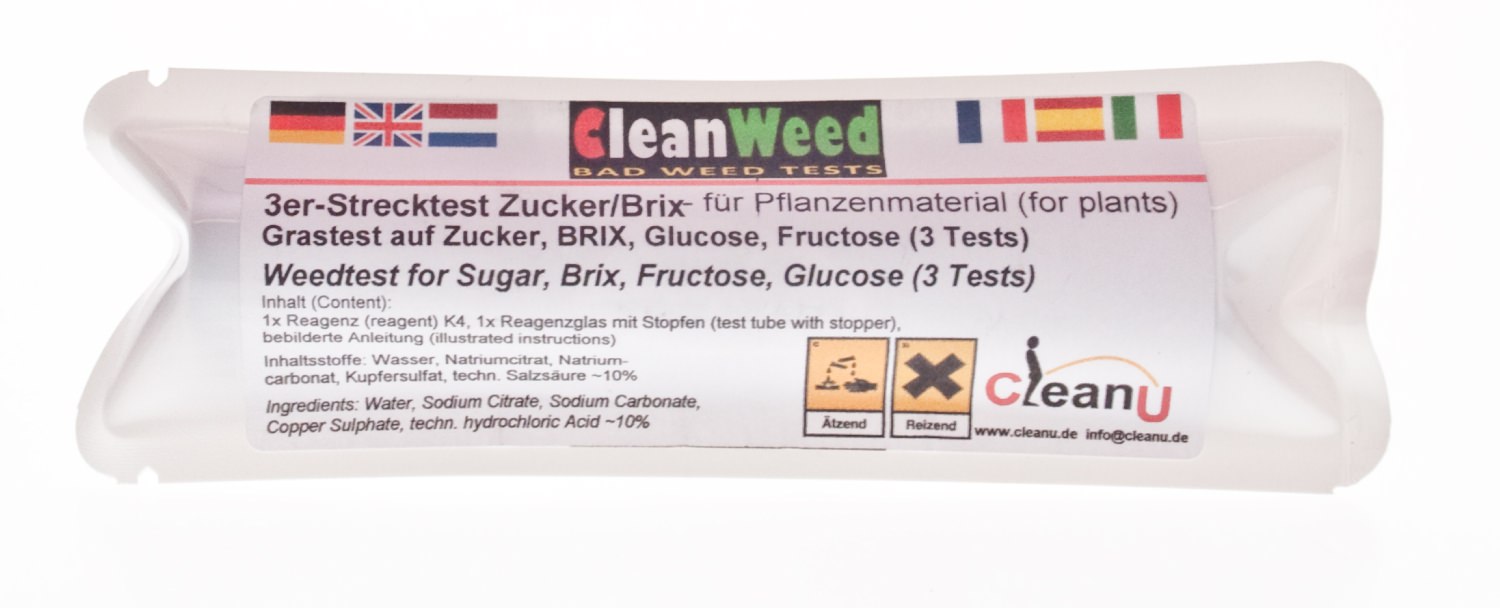 CleanWeed
BAD WEED TESTS
3er-Strecktest Zucker/Brix- für Pflanzenmaterial (for plants)
Grastest auf Zucker, BRIX, Glucose, Fructose (3 Tests)
Weedtest for Sugar, Brix, Fructose, Glucose (3 Tests)
Inhalt (Content):
1x Reagenz (reagent) K4, 1x Reagenzglas mit Stopfen (test tube with stopper),
bebilderte Anleitung (illustrated instructions)
Inhaltsstoffe: Wasser, Natriumcitrat, Natrium-
carbonat, Kupfersulfat, techn. Salzsäure ~10%
Ingredients: Water, Sodium Citrate, Sodium Carbonate,
Copper Sulphate, techn. hydrochloric Acid ~10%
C
Ätzend
Reizend
CleanU
www.cleanu.de info@cleanu.de